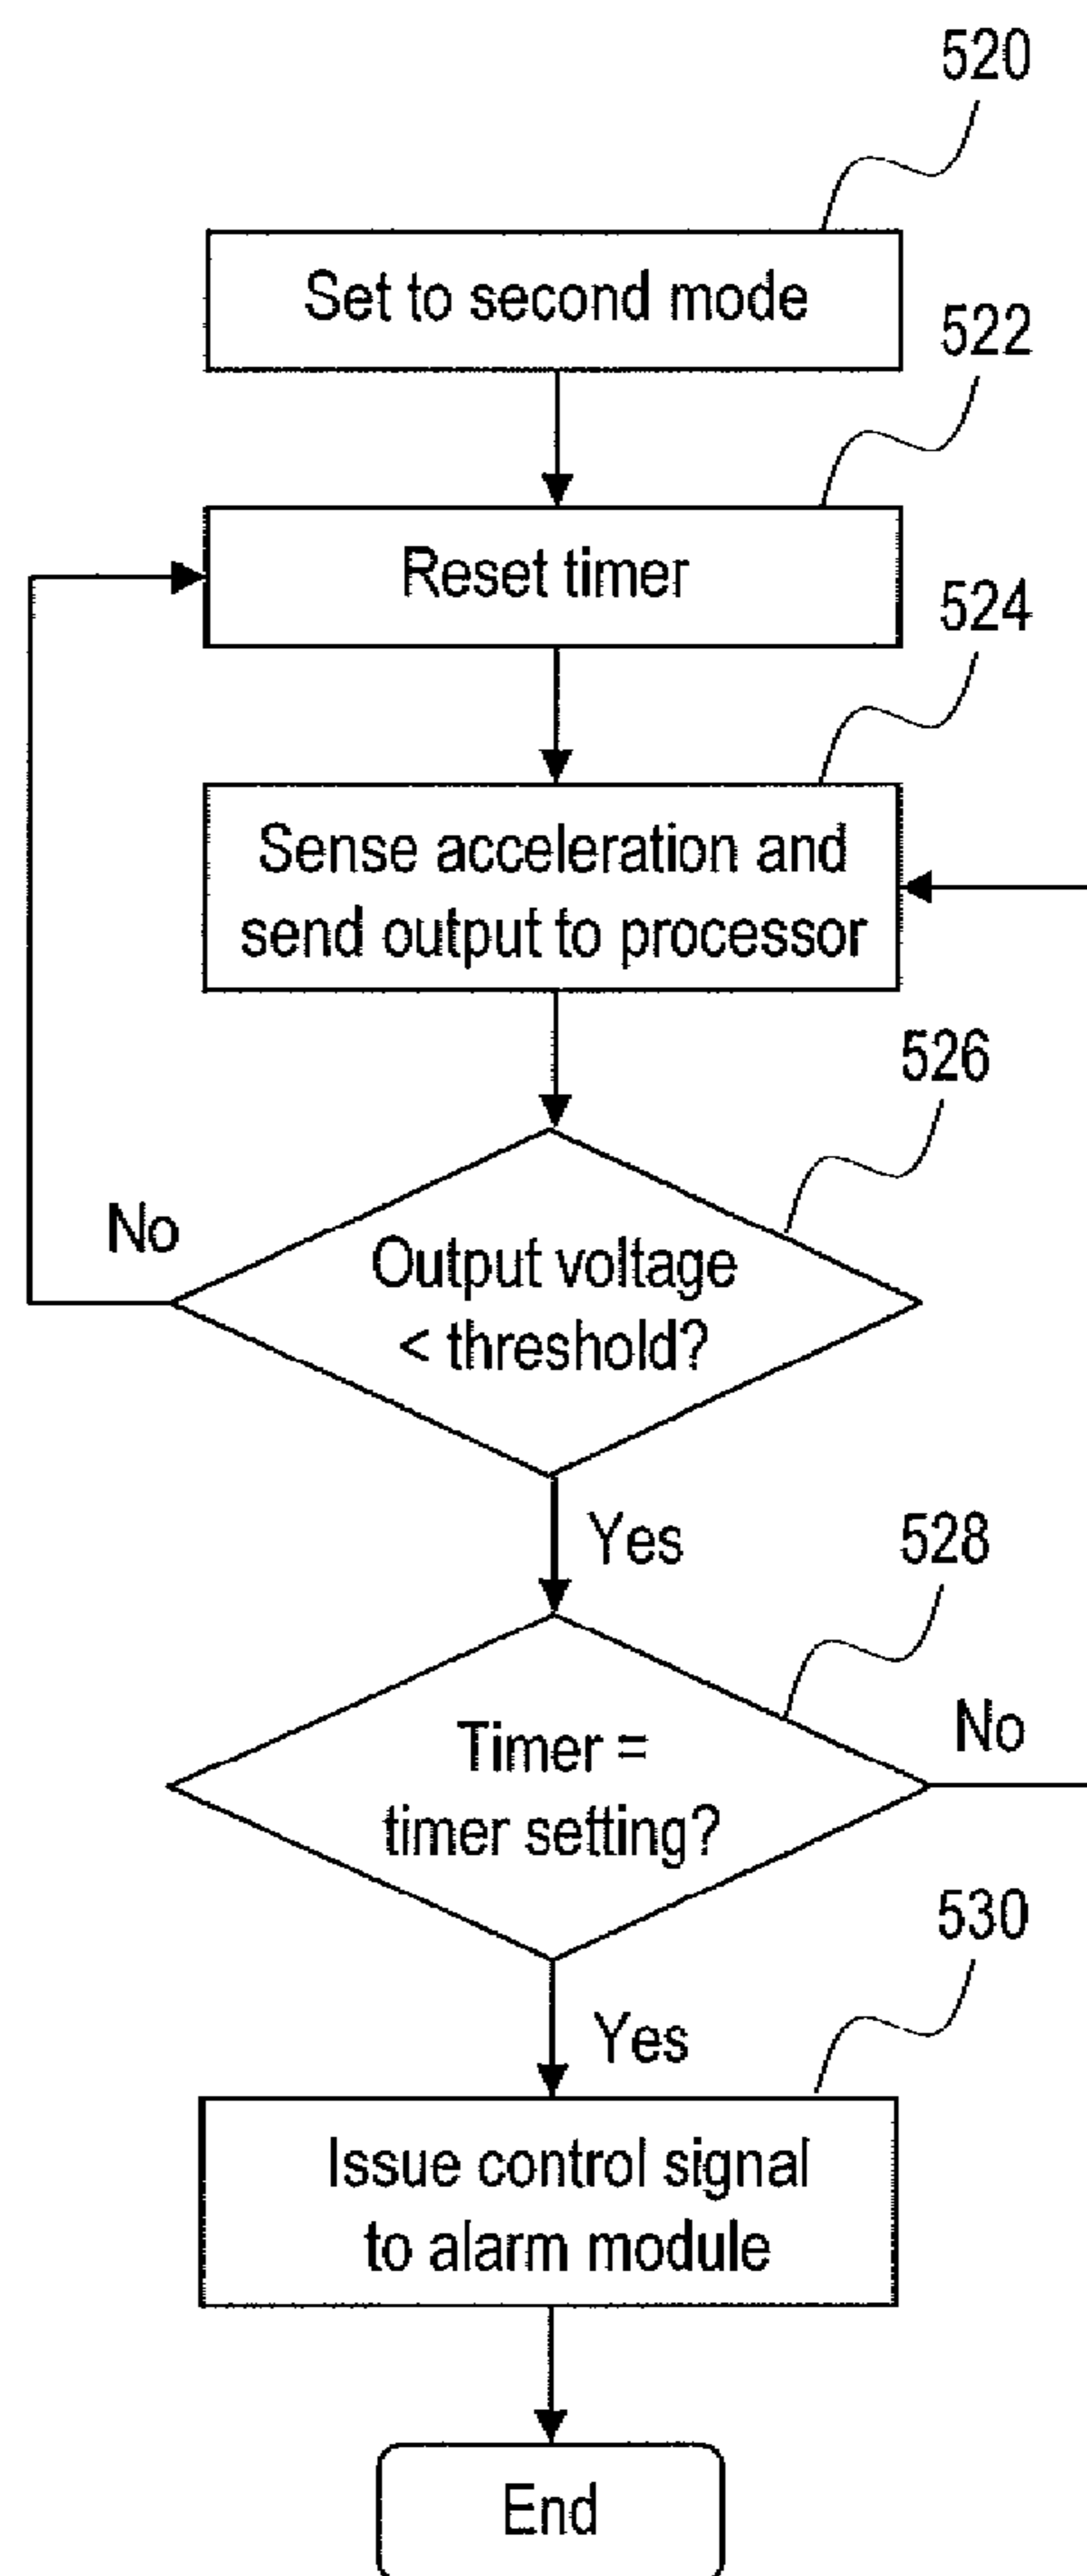 520
Set to second mode
522
Reset timer
524
Sense acceleration and
send output to processor
526
No
Output voltage
< threshold?
Yes
528
No
Timer =
timer setting?
530
Yes
Issue control signal
to alarm module
End